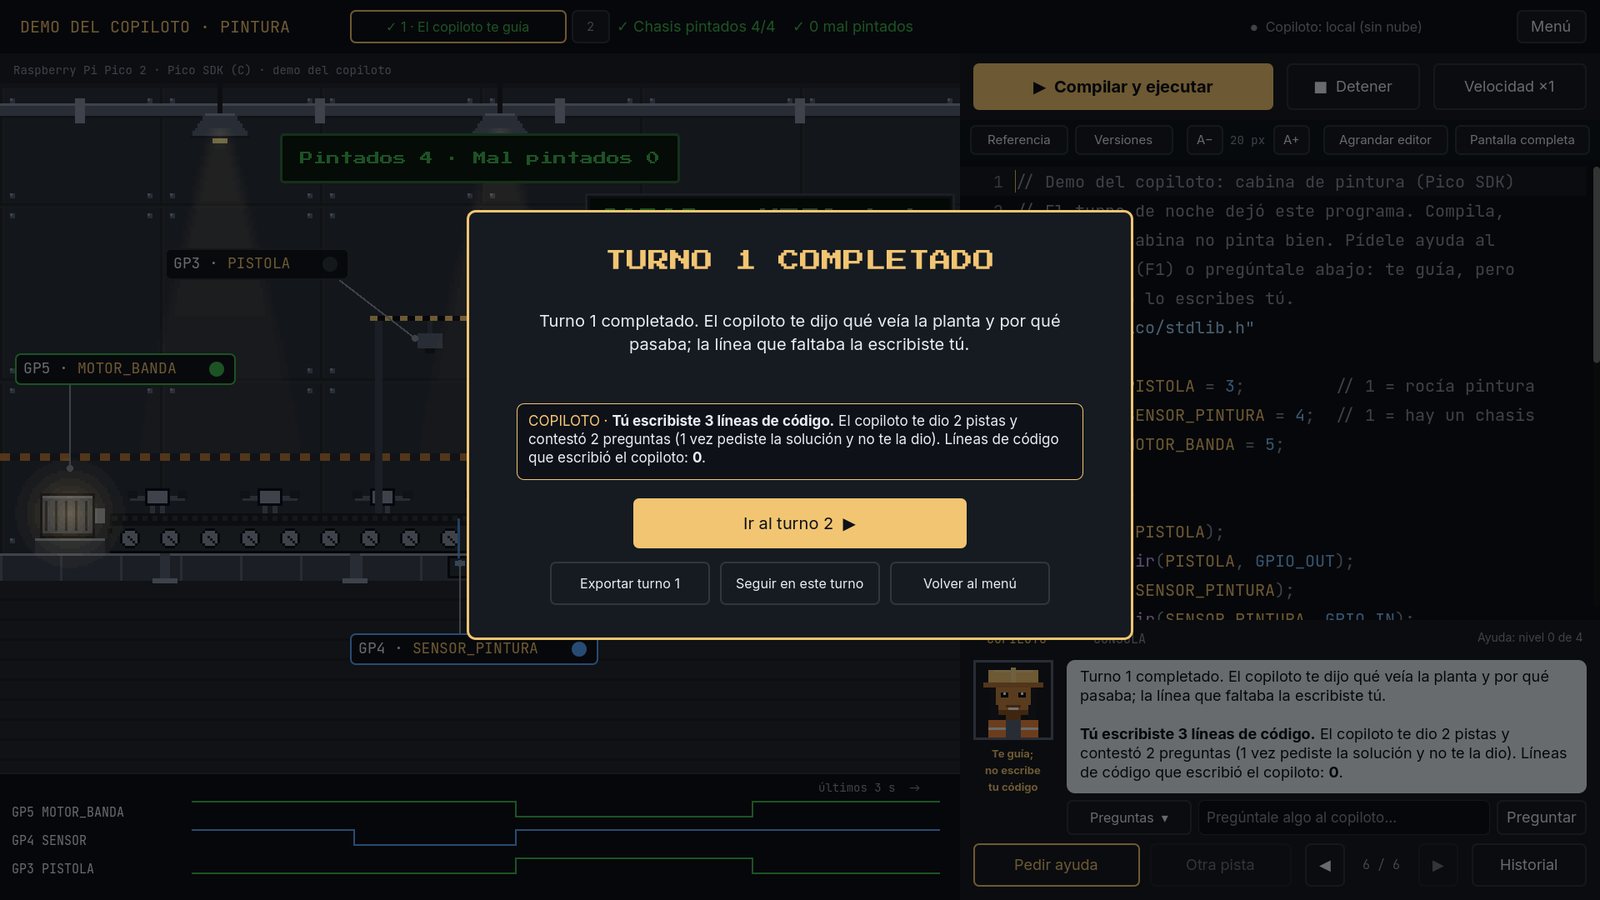 DEMO DEL COPILOTO · PINTURA
✓ 1 · El copiloto te guía
2
✓ Chasis pintados 4/4
✓ 0 mal pintados
● Copiloto: local (sin nube)
Menú
Raspberry Pi Pico 2 · Pico SDK (C) · demo del copiloto
Pintados 4 · Mal pintados 0
GP3 · PISTOLA
GP5 · MOTOR_BANDA
GP4 · SENSOR_PINTURA
▶ Compilar y ejecutar
■ Detener
Velocidad ×1
Referencia
Versiones
A−
20 px
A+
Agrandar editor
Pantalla completa
1 // Demo del copiloto: cabina de pintura (Pico SDK)
de noche dejó este programa. Compila,
abina no pinta bien. Pídele ayuda al
(F1) o pregúntale abajo: te guía, pero
lo escribes tú.
co/stdlib.h"
PISTOLA = 3; // 1 = rocía pintura
ENSOR_PINTURA = 4; // 1 = hay un chasis
OTOR_BANDA = 5;
PISTOLA);
ir(PISTOLA, GPIO_OUT);
SENSOR_PINTURA);
ir(SENSOR_PINTURA, GPIO_IN);
TURNO 1 COMPLETADO
Turno 1 completado. El copiloto te dijo qué veía la planta y por qué
pasaba; la línea que faltaba la escribiste tú.
COPILOTO · Tú escribiste 3 líneas de código. El copiloto te dio 2 pistas y
contestó 2 preguntas (1 vez pediste la solución y no te la dio). Líneas de código
que escribió el copiloto: 0.
Ir al turno 2 ▶
Exportar turno 1
Seguir en este turno
Volver al menú
Ayuda: nivel 0 de 4
Te guía;
no escribe
tu código
Turno 1 completado. El copiloto te dijo qué veía la planta y por qué
pasaba; la línea que faltaba la escribiste tú.
Tú escribiste 3 líneas de código. El copiloto te dio 2 pistas y
contestó 2 preguntas (1 vez pediste la solución y no te la dio). Líneas
de código que escribió el copiloto: 0.
Preguntas ▾
Pregúntale algo al copiloto...
Preguntar
Pedir ayuda
Otra pista
◀
6 / 6
▶
Historial
últimos 3 s →
GP5 MOTOR_BANDA
GP4 SENSOR
GP3 PISTOLA